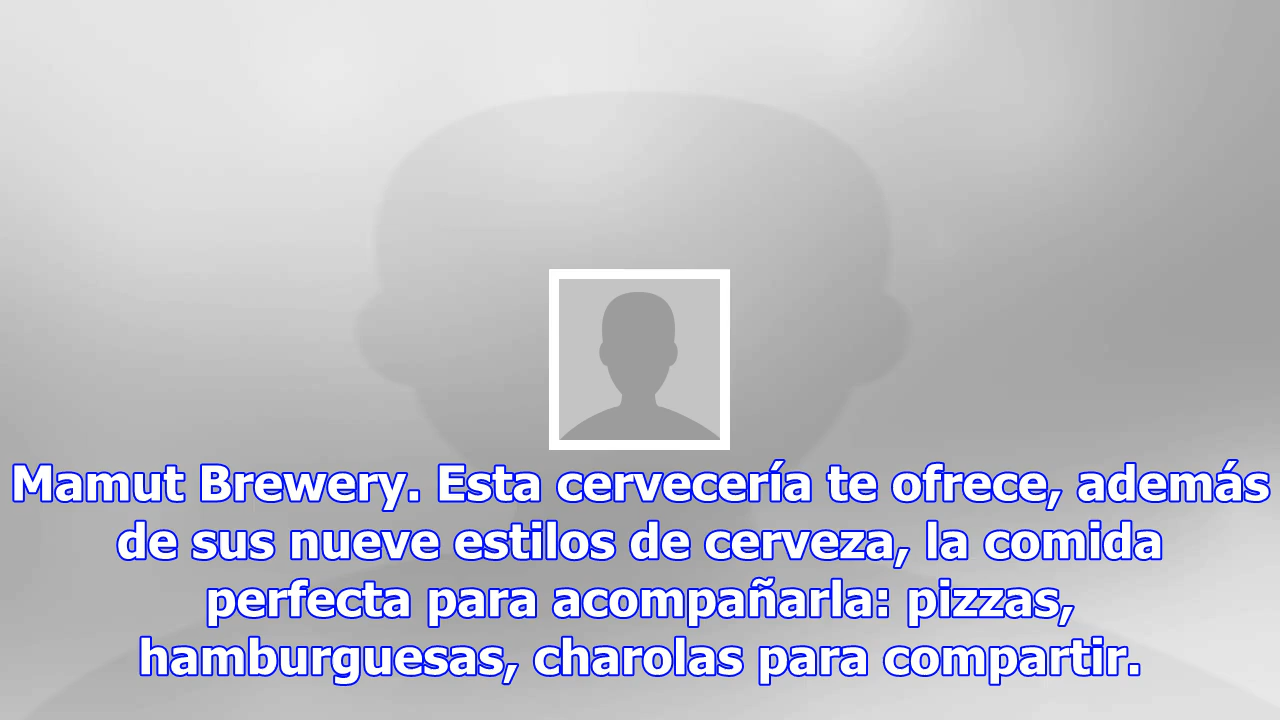 Mamut Brewery. Esta cervecería te ofrece, además
de sus nueve estilos de cerveza, la comida
perfecta para acompañarla: pizzas,
hamburguesas, charolas para compartir.